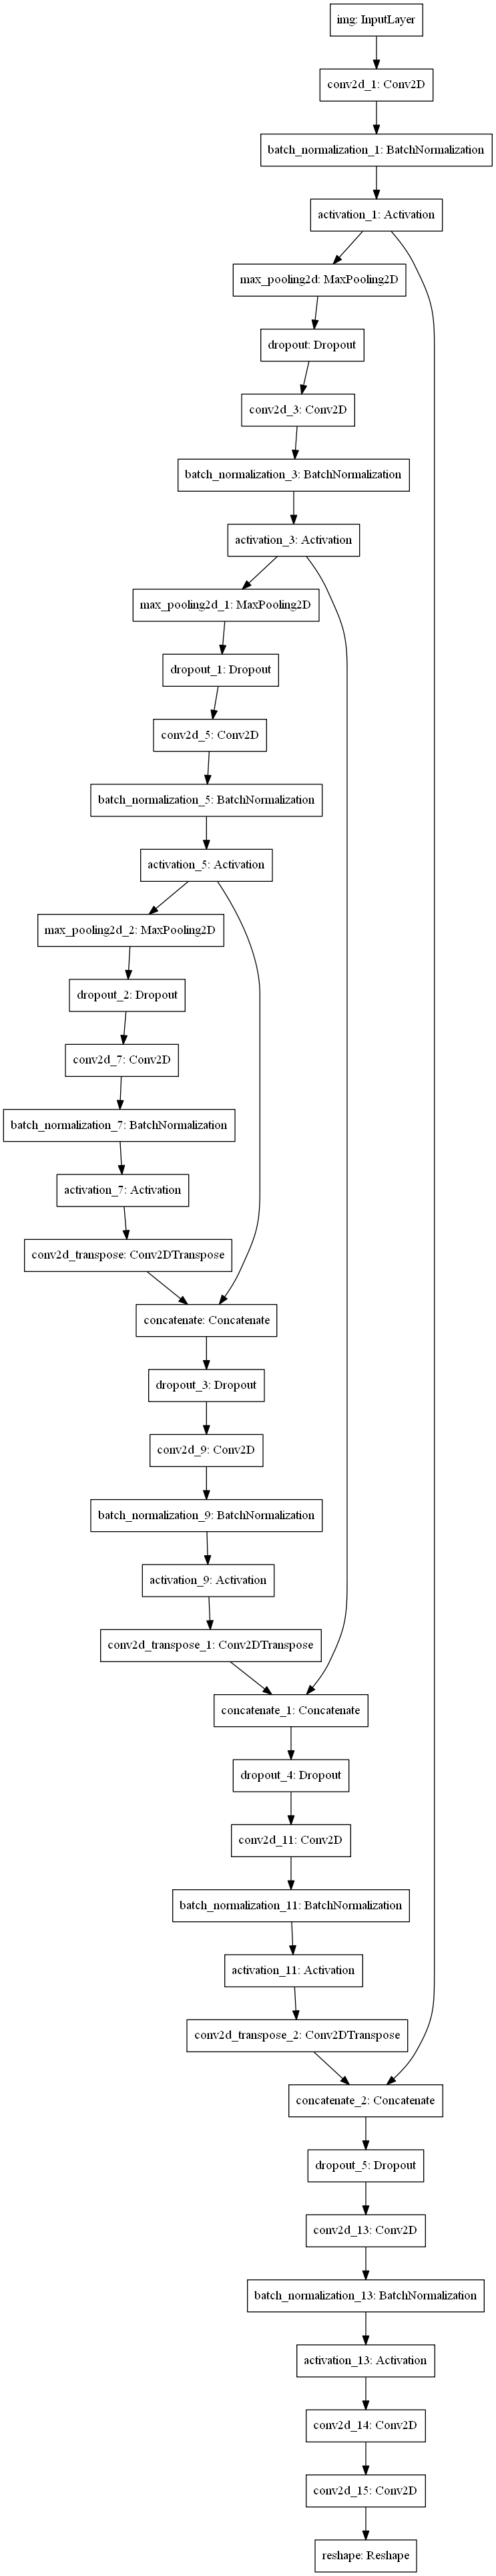 img: InputLayer
conv2d_1: Conv2D
batch_normalization_1: BatchNormalization
activation_1: Activation
max_pooling2d: MaxPooling2D
dropout: Dropout
conv2d_3: Conv2D
batch_normalization_3: BatchNormalization
activation_3: Activation
max_pooling2d_1: MaxPooling2D
dropout_1: Dropout
conv2d_5: Conv2D
batch_normalization_5: BatchNormalization
activation_5: Activation
max_pooling2d_2: MaxPooling2D
dropout_2: Dropout
conv2d_7: Conv2D
batch_normalization_7: BatchNormalization
activation_7: Activation
conv2d_transpose: Conv2DTranspose
concatenate: Concatenate
dropout_3: Dropout
conv2d_9: Conv2D
batch_normalization_9: BatchNormalization
activation_9: Activation
conv2d_transpose_1: Conv2DTranspose
concatenate_1: Concatenate
dropout_4: Dropout
conv2d_11: Conv2D
batch_normalization_11: BatchNormalization
activation_11: Activation
conv2d_transpose_2: Conv2DTranspose
concatenate_2: Concatenate
dropout_5: Dropout
conv2d_13: Conv2D
batch_normalization_13: BatchNormalization
activation_13: Activation
conv2d_14: Conv2D
conv2d_15: Conv2D
reshape: Reshape